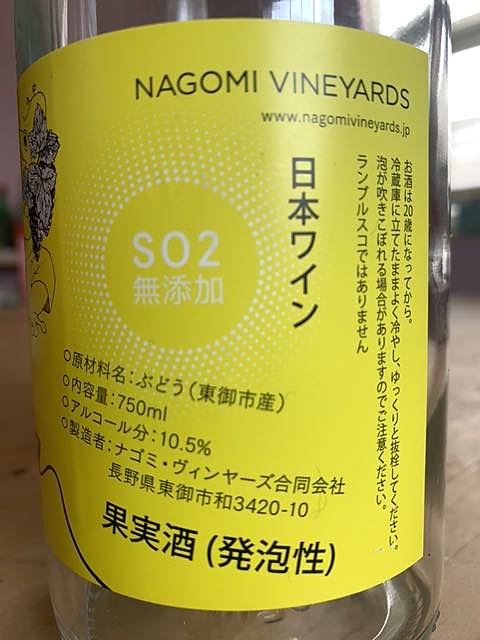 NAGOMI VINEYARDS
www.nagomivineyards.jp
お酒は20歳になってから。
冷蔵庫に立てたままよく冷やし、ゆっくりと抜栓してください。
泡が吹きこぼれる場合がありますのでご注意ください。
ランブルスコではありません
日本ワイン
SO2
無添加
○原材料名：ぶどう（東御市産）
○内容量：750ml
○アルコール分：10.5%
○製造者：ナゴミ・ヴィンヤーズ合同会社
長野県東御市和3420-10
果実酒 (発泡性)